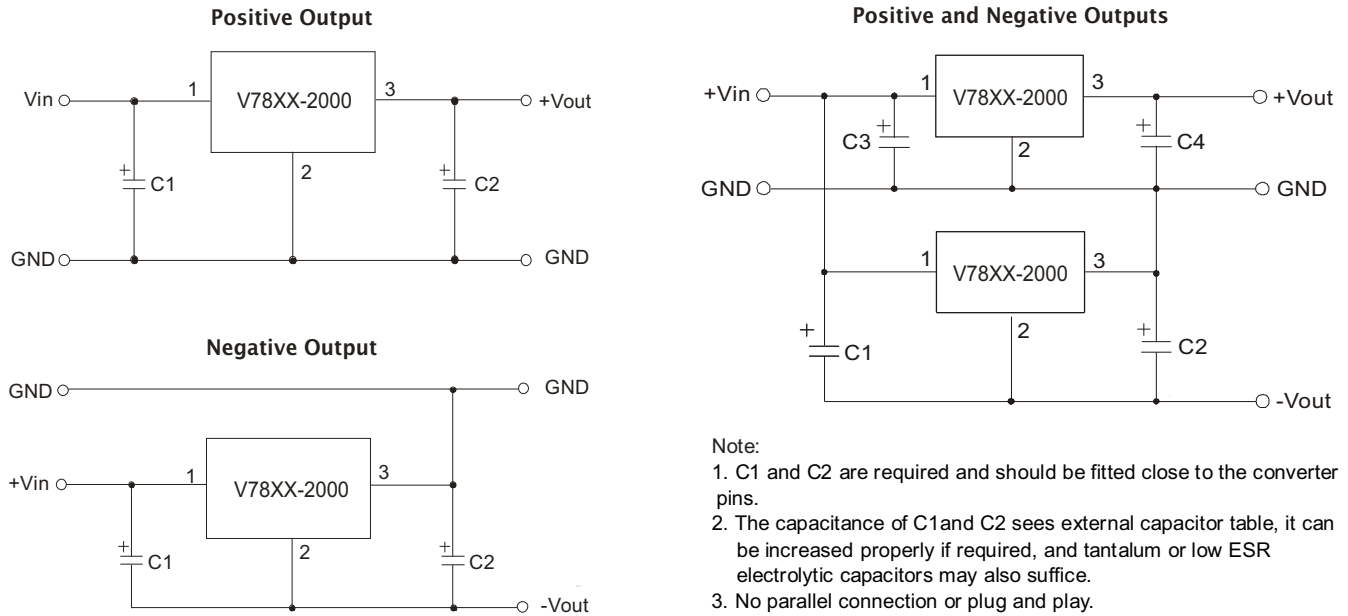 Positive Output
Vin
1
V78XX-2000
3
+Vout
2
+
C1
+
C2
GND
GND
Negative Output
GND
GND
+Vin
1
V78XX-2000
3
+
C1
2
+
C2
-Vout
Positive and Negative Outputs
+Vin
1
V78XX-2000
3
+Vout
+
C3
2
+
C4
GND
GND
1
V78XX-2000
3
+
C1
2
+
C2
-Vout
Note:
1. C1 and C2 are required and should be fitted close to the converter
pins.
2. The capacitance of C1and C2 sees external capacitor table, it can
be increased properly if required, and tantalum or low ESR
electrolytic capacitors may also suffice.
3. No parallel connection or plug and play.